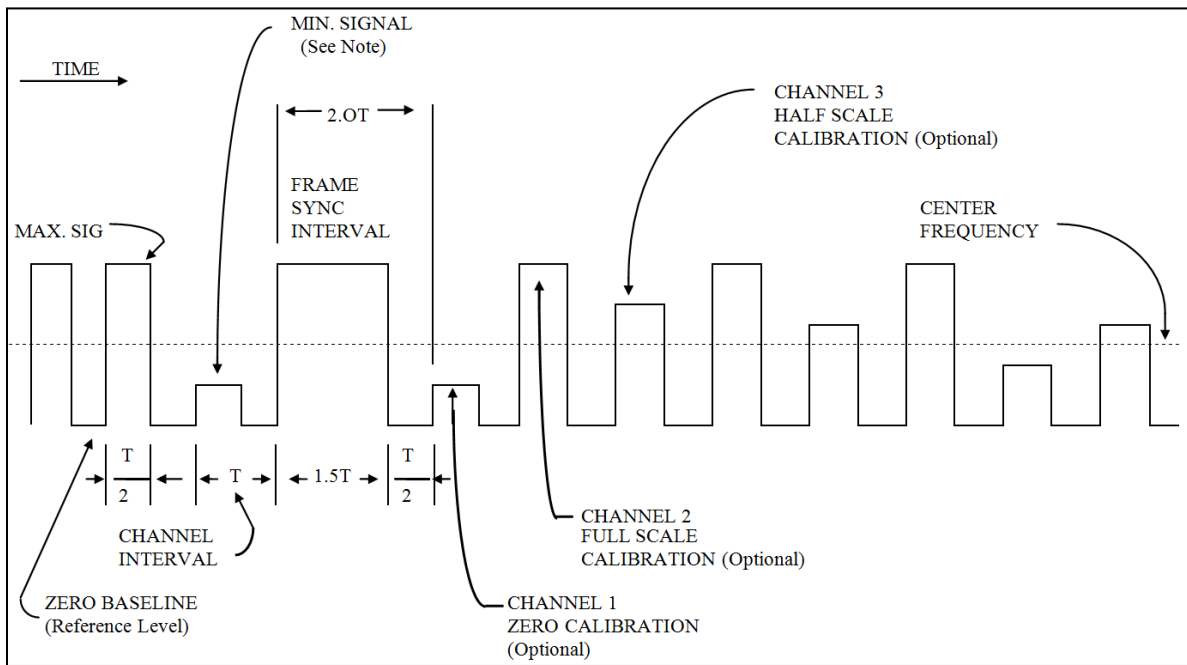 MIN. SIGNAL
(See Note)
TIME
2.OT
CHANNEL 3
HALF SCALE
CALIBRATION (Optional)
FRAME
SYNC
INTERVAL
MAX. SIG
CENTER
FREQUENCY
T
2
T
1.5T
T
2
CHANNEL
INTERVAL
CHANNEL 2
FULL SCALE
CALIBRATION (Optional)
ZERO BASELINE
(Reference Level)
CHANNEL 1
ZERO CALIBRATION
(Optional)